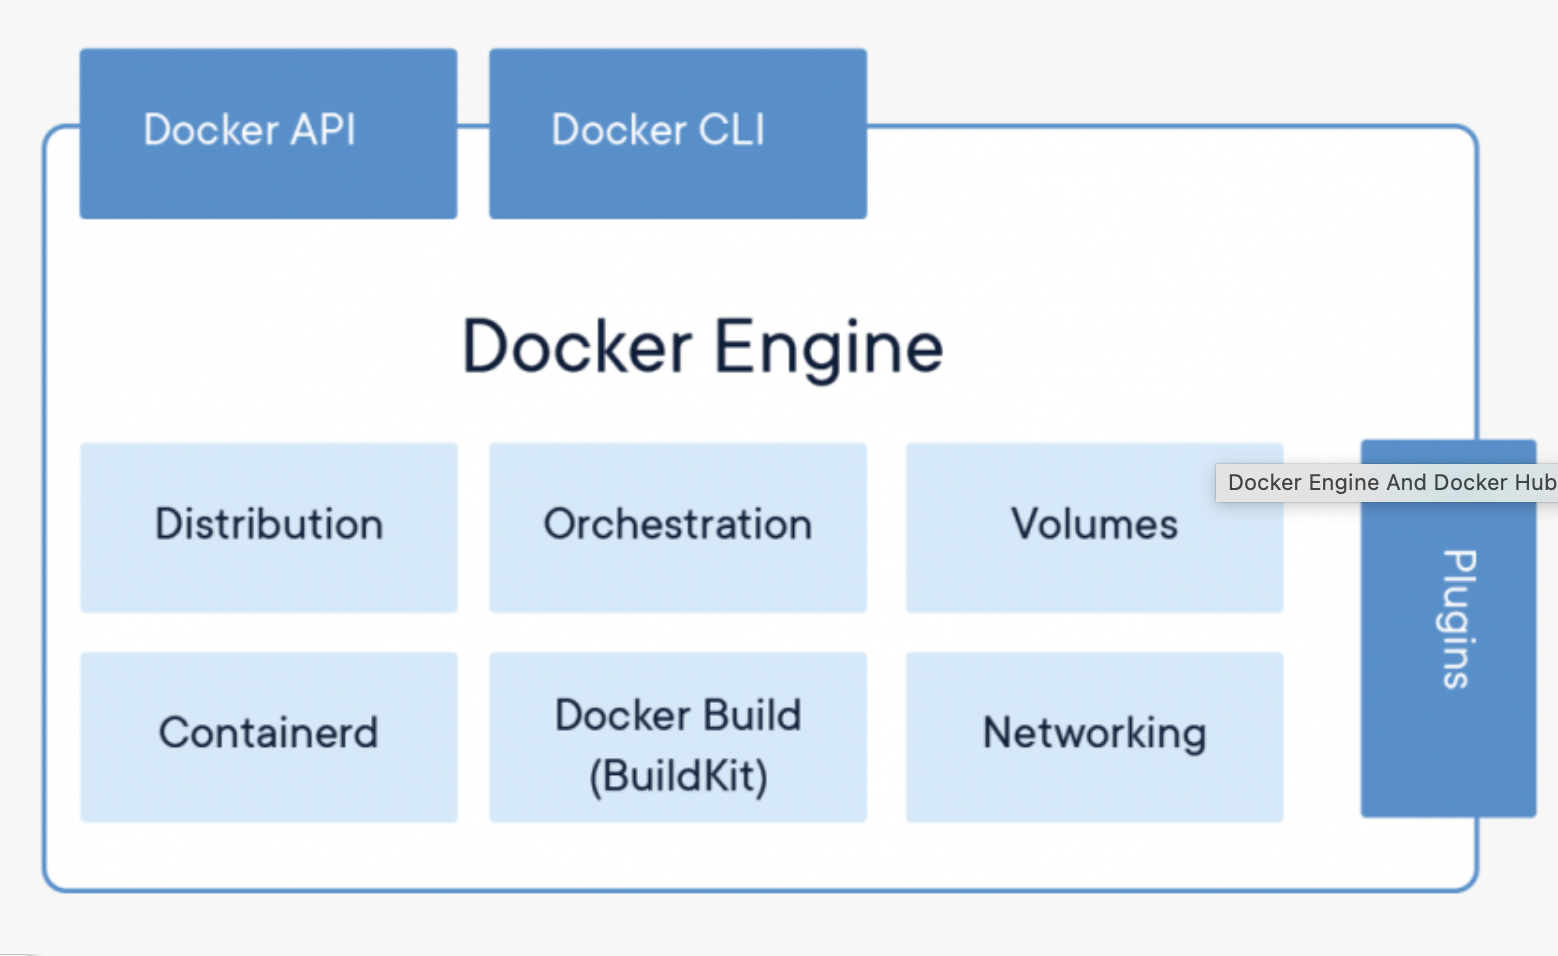 Docker API
Docker CLI
Docker Engine
Distribution
Orchestration
Volumes
Docker Engine And Docker Hub
Plugins
Containerd
Docker Build
(BuildKit)
Networking